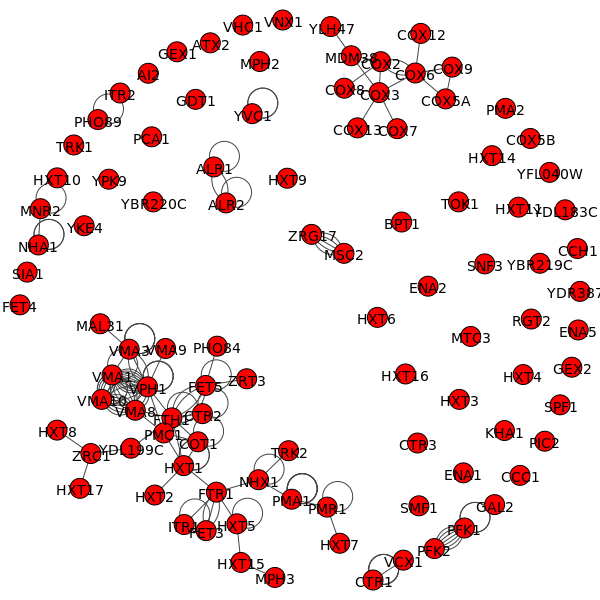 VNX1
VHC1
YLH47
COX12
ATX2
GEX1
MDM38
COX2
MPH2
AI2
COX6
COX9
ITR2
COX8
COX3
GDT1
COX5A
PMA2
YVC1
PHO89
COX13
COX7
PCA1
COX5B
TRK1
HXT14
ALR1
YFL040W
HXT10
YPK9
HXT9
YBR220C
ALR2
TOK1
HXT11
YDL183C
MNR2
YKE4
BPT1
ZRG17
NHA1
CCH1
MSC2
SNF3
YBR219C
SIA1
ENA2
YDR387
FET4
HXT6
RGT2
MAL31
ENA5
MTC3
VMA3
VMA9
PHO84
GEX2
VMA1
HXT16
HXT4
ZRT3
FET5
VPH1
VMA10
HXT3
SPF1
VMA8
CTR2
FTH1
HXT8
PMC1
KHA1
PIC2
COT1
CTR3
YDL199C
ZRC1
TRK2
HXT1
ENA1
CCC1
NHX1
HXT17
FTR1
HXT2
PMA1
GAL2
SMF1
PMR1
HXT5
PFK1
FET3
HXT7
PFK2
HXT15
VCX1
MPH3
CTR1